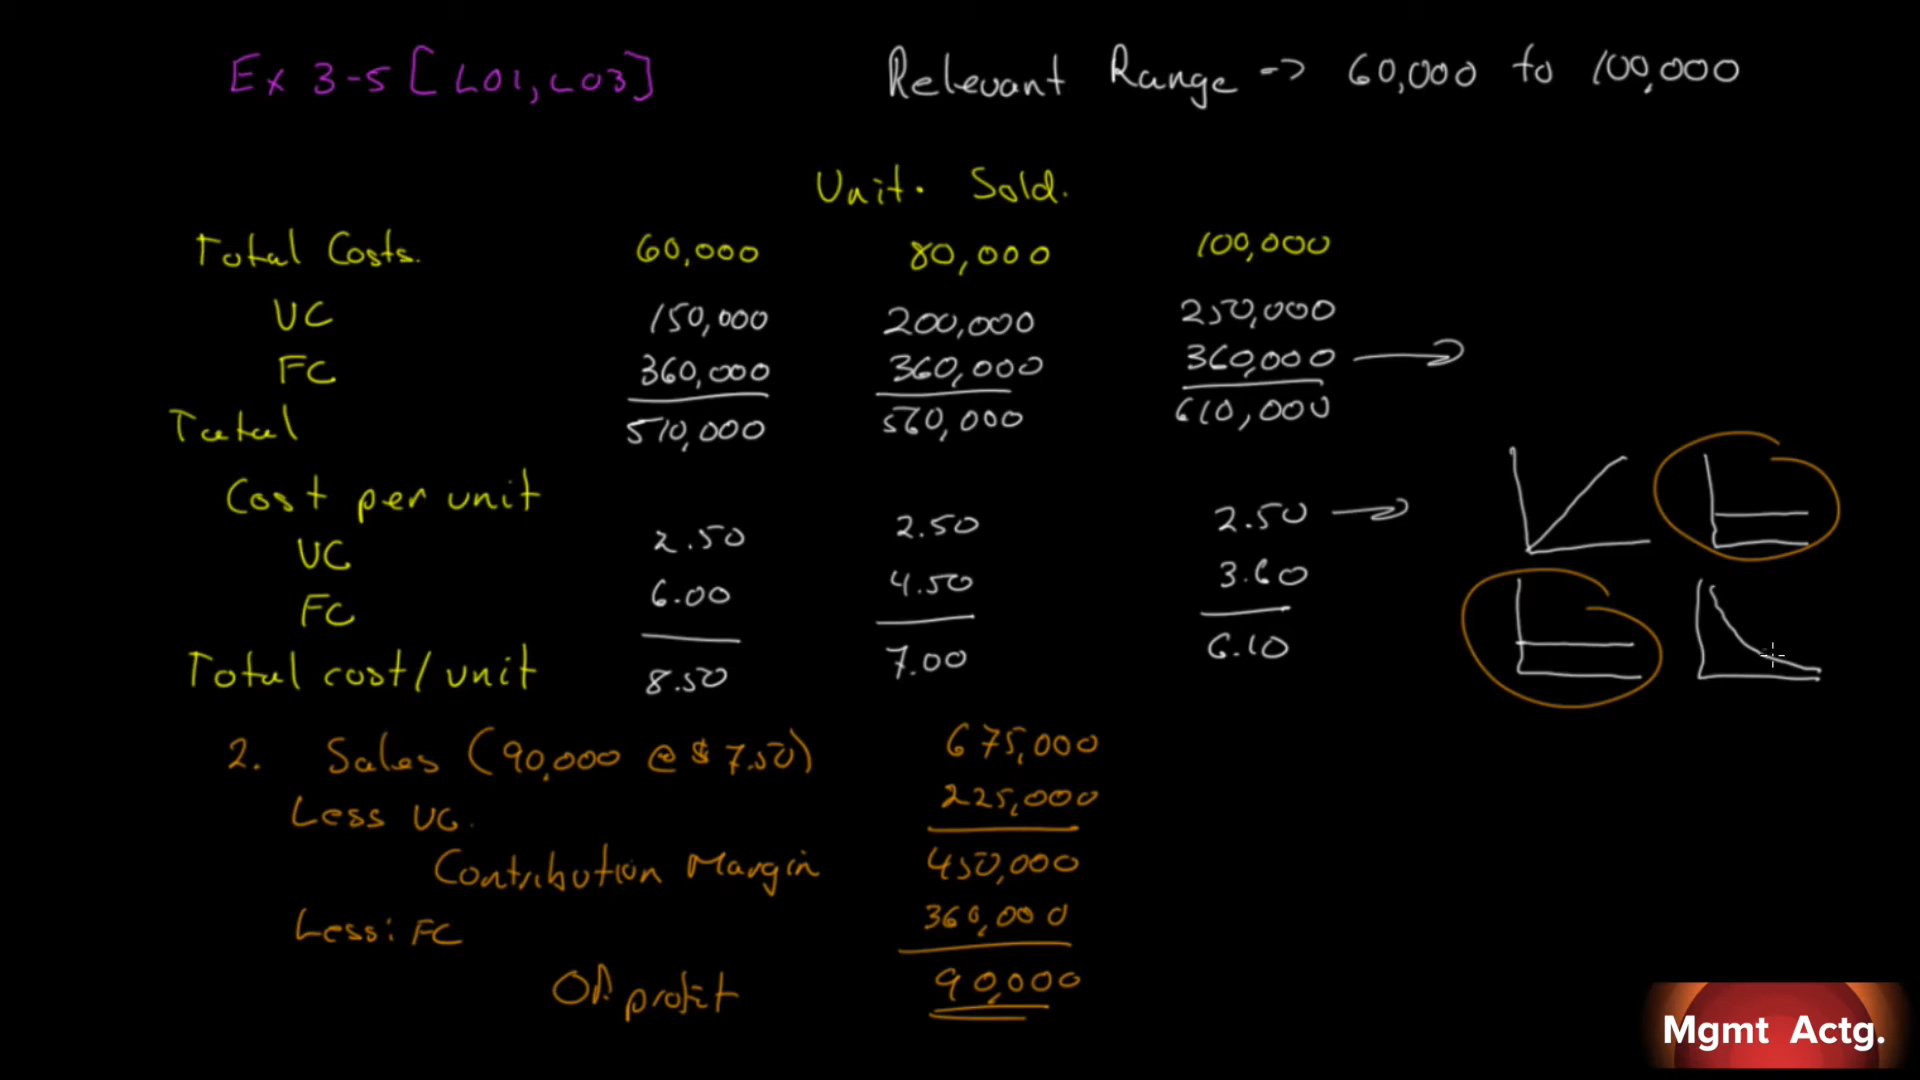 Ex 3-5 [LO1, LO3]
Relevant Range -> 60,000 to 100,000
Unit. Sold.
Total Costs. 60,000 80,000 100,000
VC 150,000 200,000 250,000
FC 360,000 360,000 360,000
Total 510,000 560,000 610,000
Cost per unit
VC 2.50 2.50 2.50
FC 6.00 4.50 3.60
Total cost/unit 8.50 7.00 6.10
2. Sales (90,000 @ $7.50) 675,000
Less VC. 225,000
Contribution Margin 450,000
Less: FC 360,000
OP. profit 90,000
Mgmt Actg.